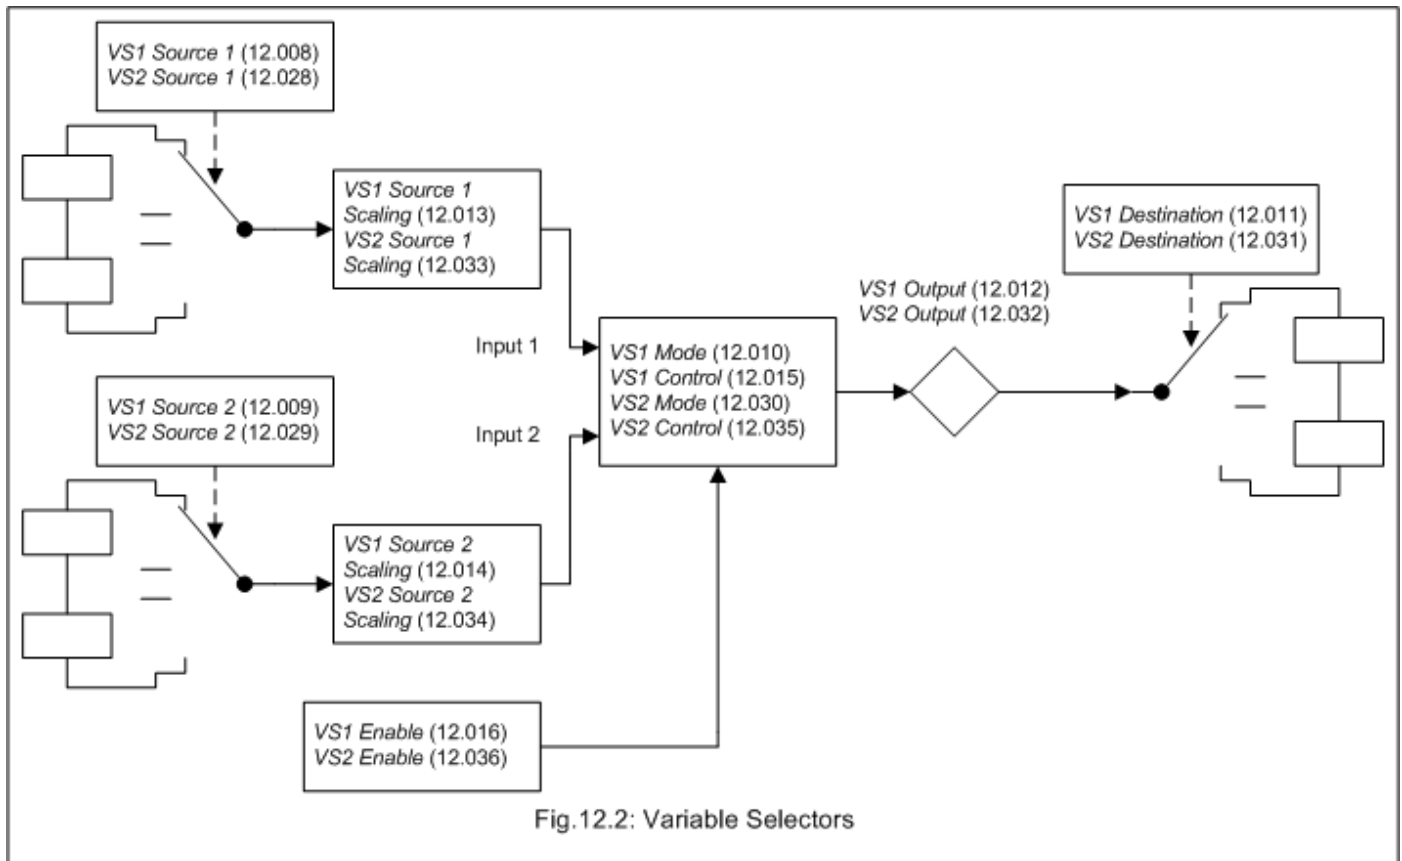 VS1 Source 1 (12.008)
VS2 Source 1 (12.028)
VS1 Source 1
Scaling (12.013)
VS2 Source 1
Scaling (12.033)
VS1 Destination (12.011)
VS2 Destination (12.031)
VS1 Output (12.012)
VS2 Output (12.032)
Input 1
VS1 Mode (12.010)
VS1 Control (12.015)
VS2 Mode (12.030)
VS2 Control (12.035)
VS1 Source 2 (12.009)
VS2 Source 2 (12.029)
Input 2
VS1 Source 2
Scaling (12.014)
VS2 Source 2
Scaling (12.034)
VS1 Enable (12.016)
VS2 Enable (12.036)
Fig.12.2: Variable Selectors